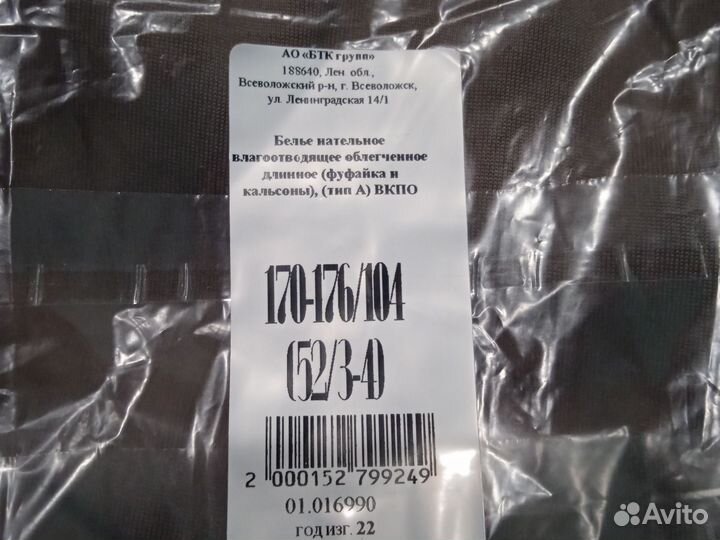 АО «БТК групп»
188640, Лен. обл.,
Всеволожский р-н, г. Всеволожск,
ул. Ленинградская 14/1
Белье нательное
влагоотводящее облегченное
длинное (фуфайка и
кальсоны), (тип А) ВКПО
170-176/104
(52/3-4)
2 000152 799249
01.016990
год изг. 22
Avito